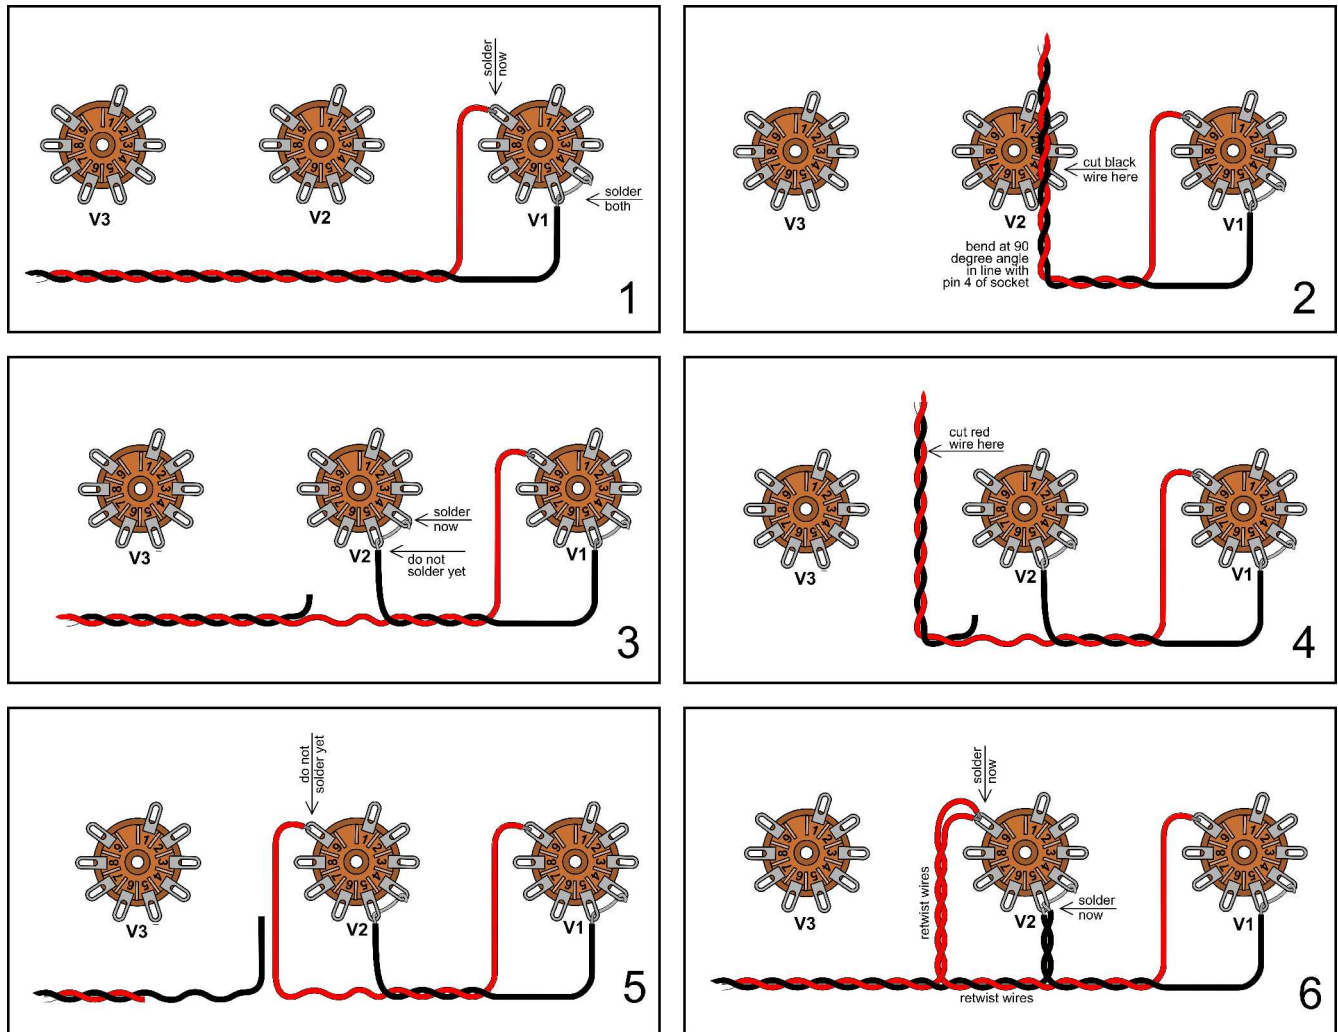 solder
now
solder
both
V3
V2
V1
1
cut black
wire here
bend at 90
degree angle
in line with
pin 4 of socket
V3
V2
V1
2
solder
now
do not
solder yet
V3
V2
V1
3
cut red
wire here
V3
V2
V1
4
do not
solder yet
V3
V2
V1
5
solder
now
retwist wires
solder
now
retwist wires
V3
V2
V1
6